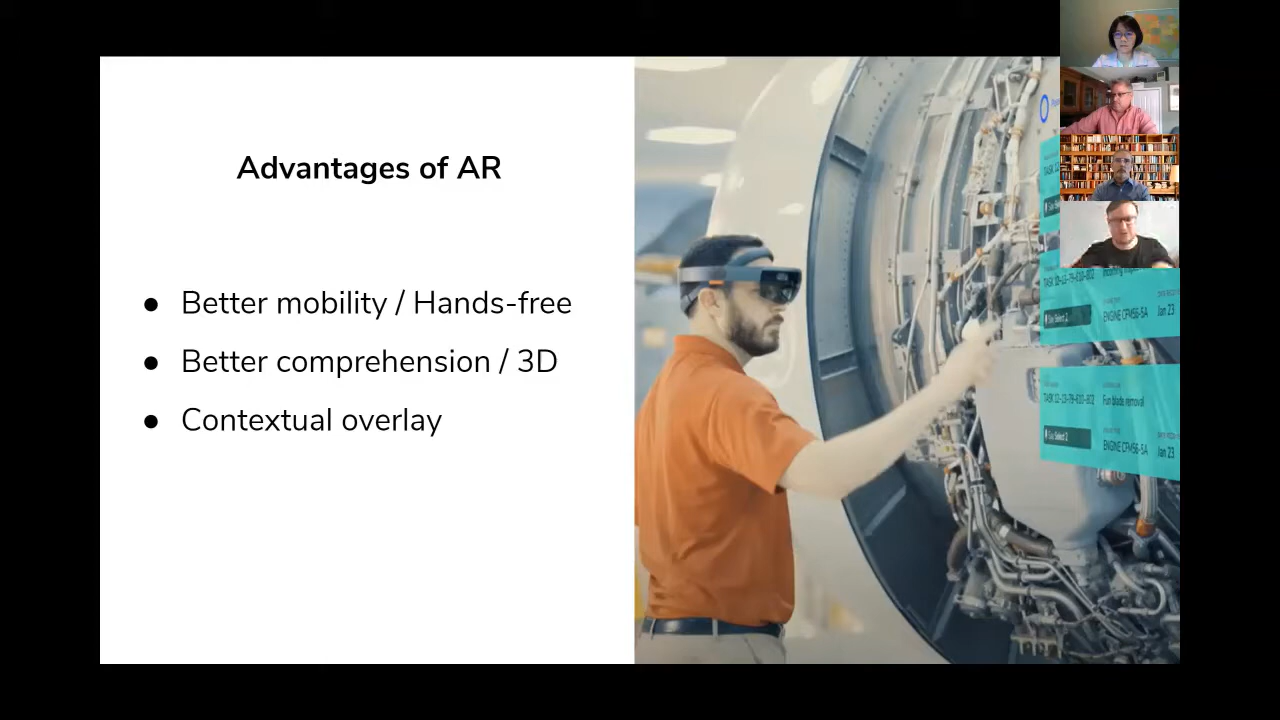 Advantages of AR
● Better mobility / Hands-free
● Better comprehension / 3D
● Contextual overlay
ENGINE CFM56-5A
Jan 23
Fan blade removal
ENGINE CFM56-5A
Jan 23